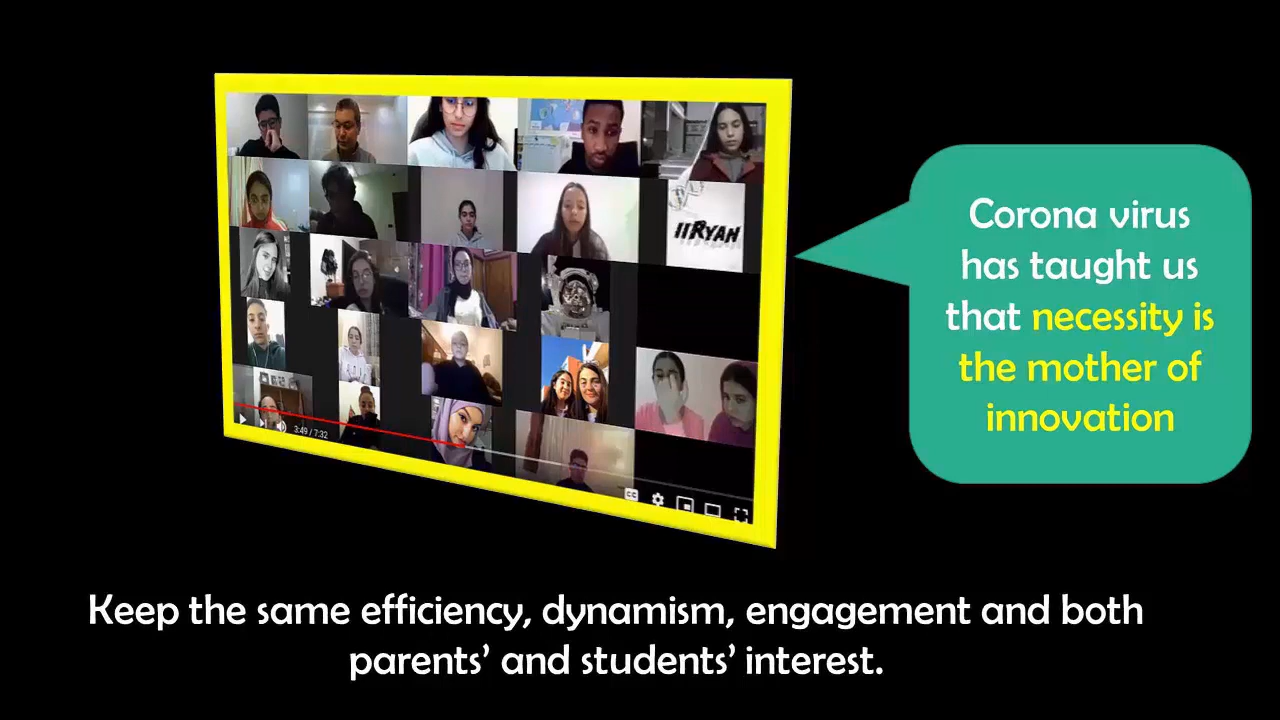 Corona virus
has taught us
that necessity is
the mother of
innovation
IIRYAN
3:49 / 7:32
CC
Keep the same efficiency, dynamism, engagement and both
parents’ and students’ interest.